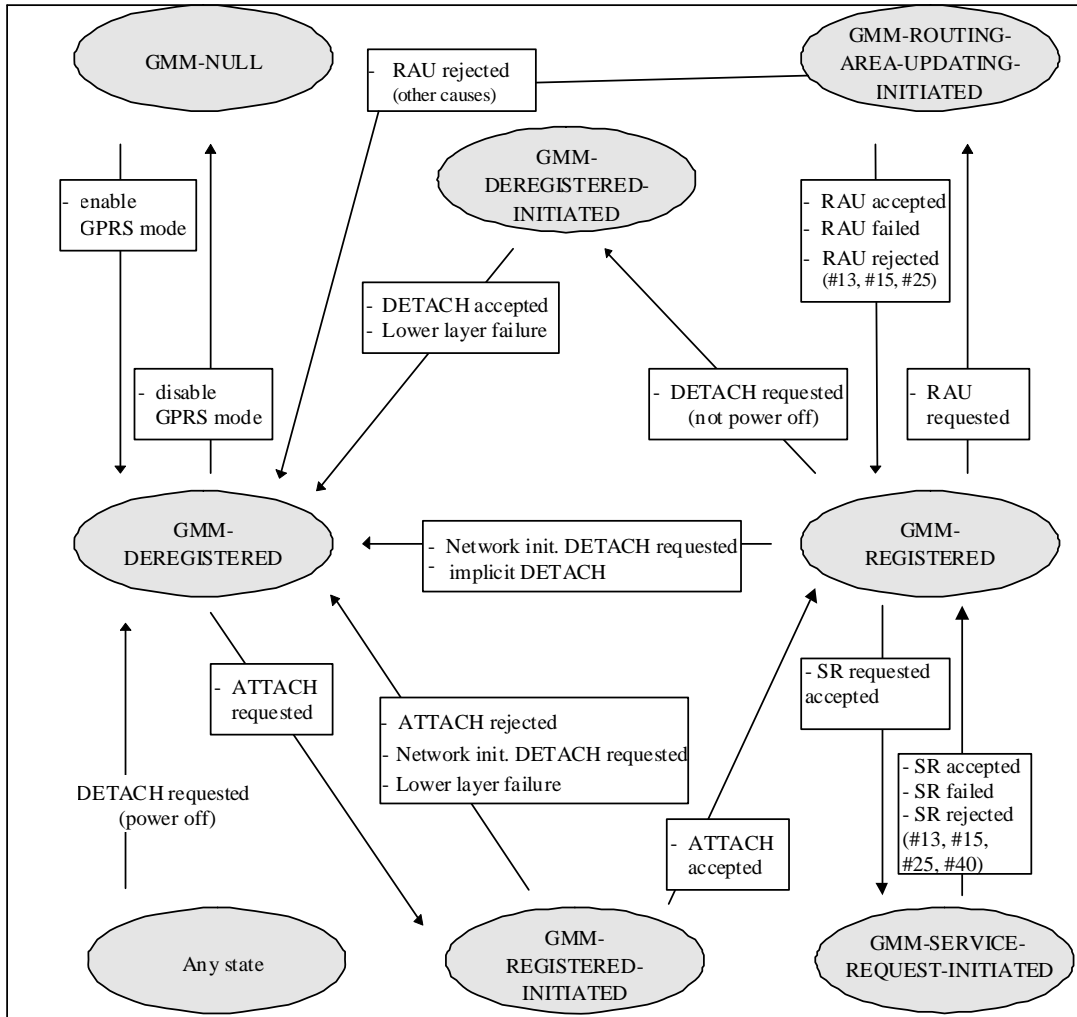 GMM-NULL
- RAU rejected
(other causes)
GMM-ROUTING-
AREA-UPDATING-
INITIATED
GMM-
DEREGISTERED-
INITIATED
- enable
GPRS mode
- RAU accepted
- RAU failed
- RAU rejected
(#13, #15, #25)
- DETACH accepted
- Lower layer failure
- disable
GPRS mode
- DETACH requested
(not power off)
- RAU
requested
GMM-
DEREGISTERED
- Network init. DETACH requested
- implicit DETACH
GMM-
REGISTERED
- ATTACH
requested
- ATTACH rejected
- Network init. DETACH requested
- Lower layer failure
- SR requested
accepted
DETACH requested
(power off)
- ATTACH
accepted
- SR accepted
- SR failed
- SR rejected
(#13, #15,
#25, #40)
Any state
GMM-
REGISTERED-
INITIATED
GMM-SERVICE-
REQUEST-INITIATED